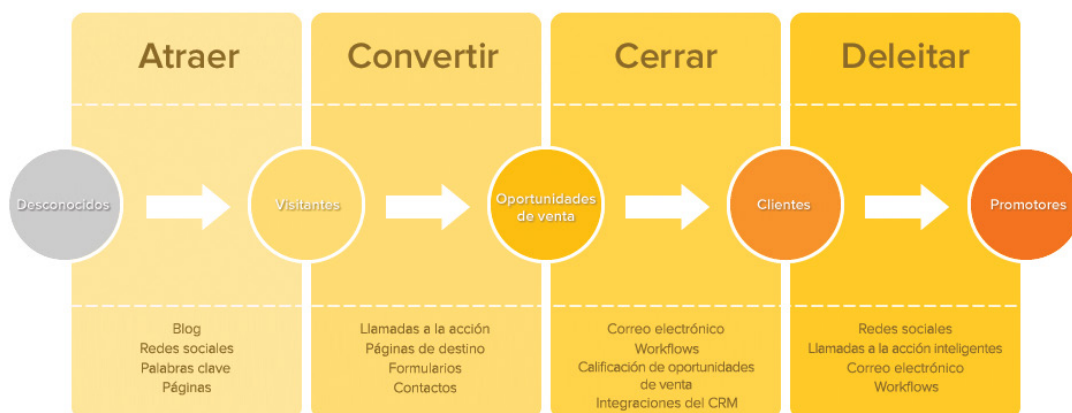 Atraer
Convertir
Cerrar
Deleitar
Desconocidos
Visitantes
Oportunidades
de venta
Clientes
Promotores
Blog
Redes sociales
Palabras clave
Páginas
Llamadas a la acción
Páginas de destino
Formularios
Contactos
Correo electrónico
Workflows
Calificación de oportunidades
de venta
Integraciones del CRM
Redes sociales
Llamadas a la acción inteligentes
Correo electrónico
Workflows